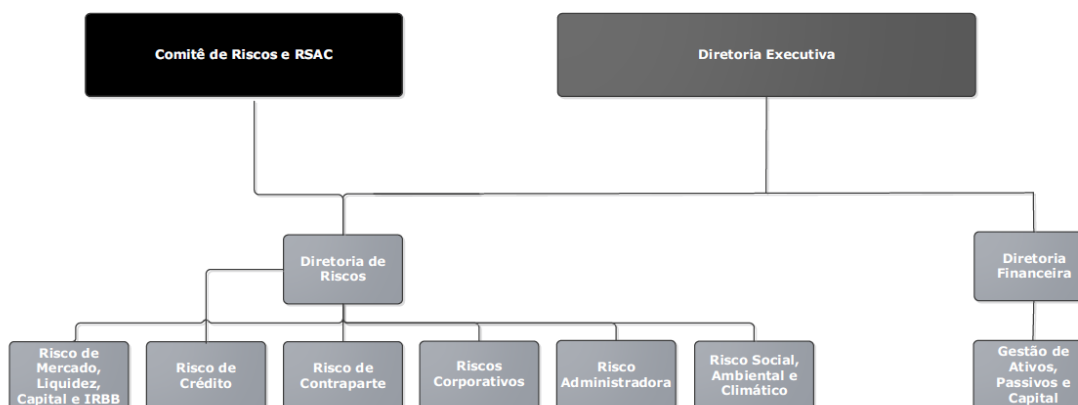 Comitê de Riscos e RSAC
Diretoria Executiva
Diretoria de
Riscos
Diretoria
Financeira
Risco de
Mercado,
Liquidez,
Capital e IRBB
Risco de
Crédito
Risco de
Contraparte
Riscos
Corporativos
Risco
Administradora
Risco Social,
Ambiental e
Climático
Gestão de
Ativos,
Passivos e
Capital